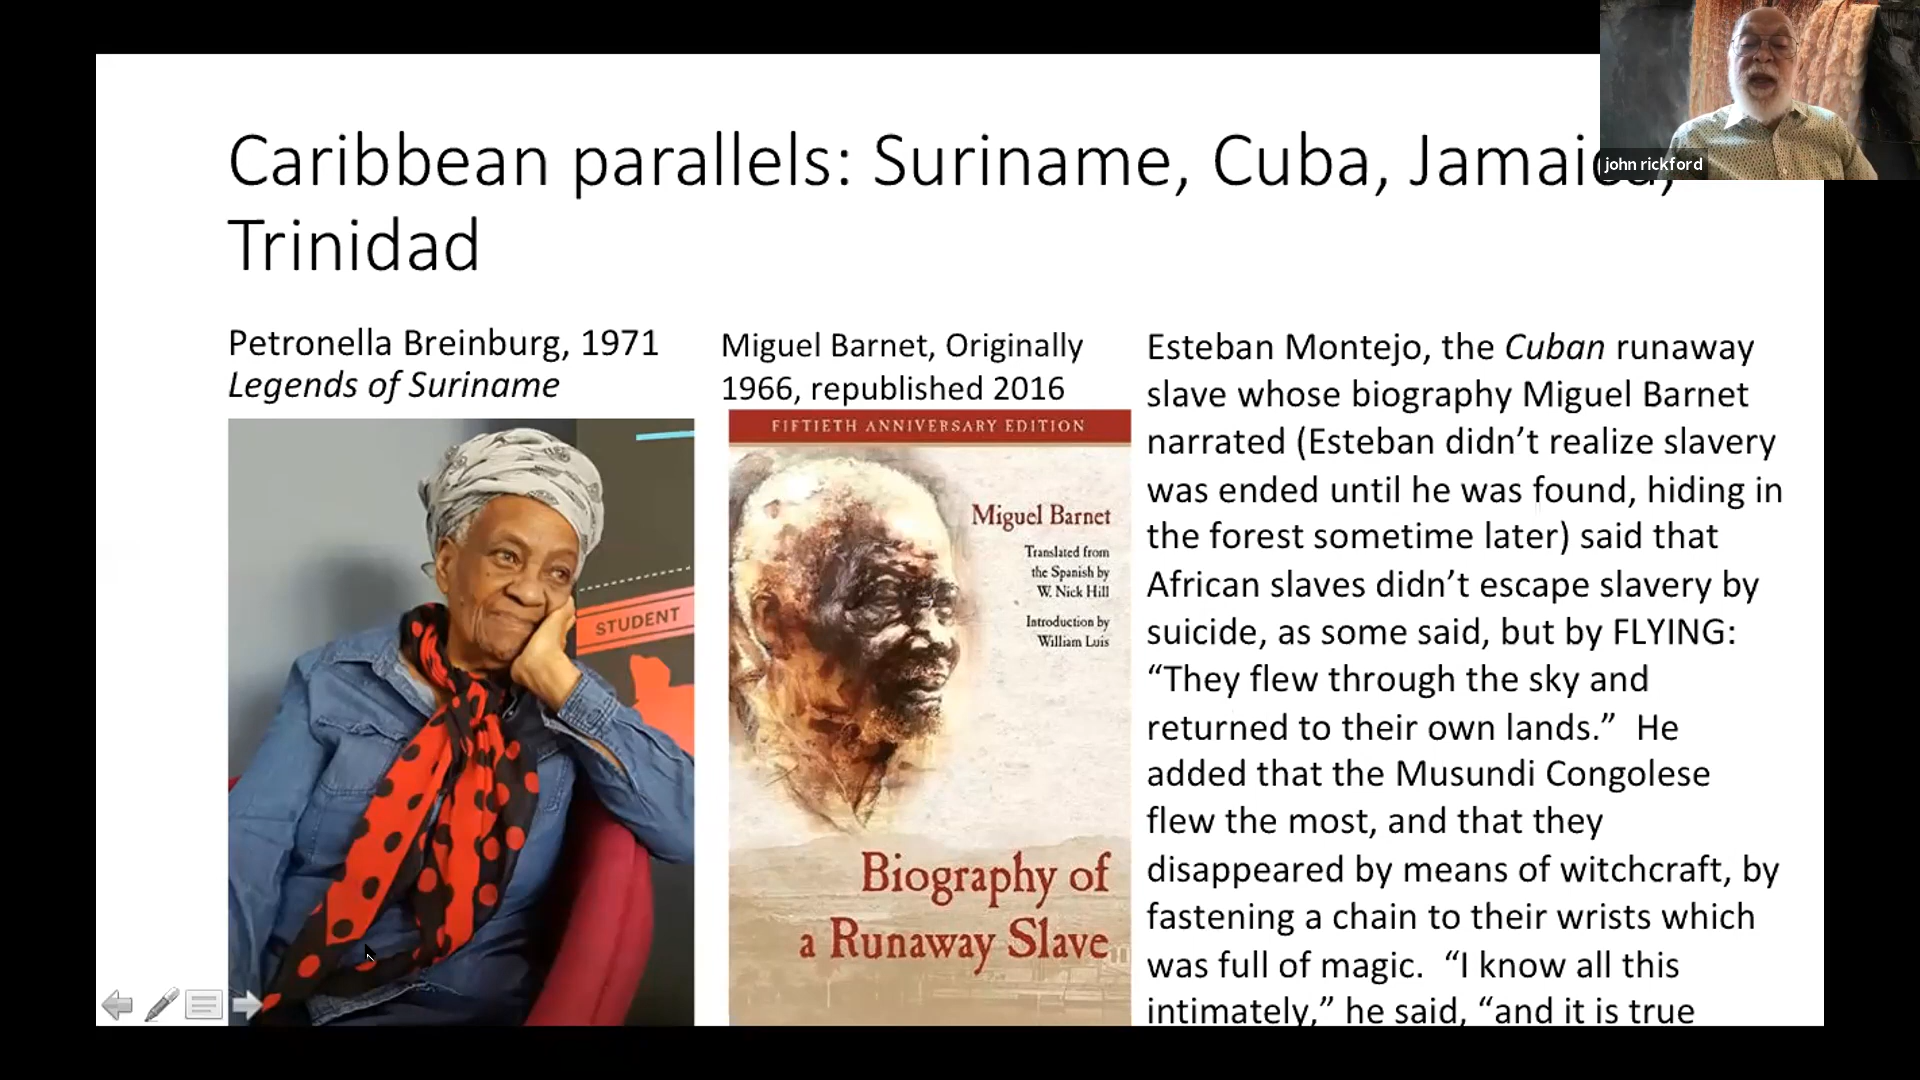 john rickford
Caribbean parallels: Suriname, Cuba, Jamaica,
Trinidad
Petronella Breinburg, 1971
Legends of Suriname
STUDENT
Miguel Barnet, Originally
1966, republished 2016
FIFTIETH ANNIVERSARY EDITION
Miguel Barnet
Translated from
the Spanish by
W. Nick Hill
Introduction by
William Luis
Biography of
a Runaway Slave
Esteban Montejo, the Cuban runaway
slave whose biography Miguel Barnet
narrated (Esteban didn’t realize slavery
was ended until he was found, hiding in
the forest sometime later) said that
African slaves didn’t escape slavery by
suicide, as some said, but by FLYING:
“They flew through the sky and
returned to their own lands.”  He
added that the Musundi Congolese
flew the most, and that they
disappeared by means of witchcraft, by
fastening a chain to their wrists which
was full of magic.  “I know all this
intimately,” he said, “and it is true